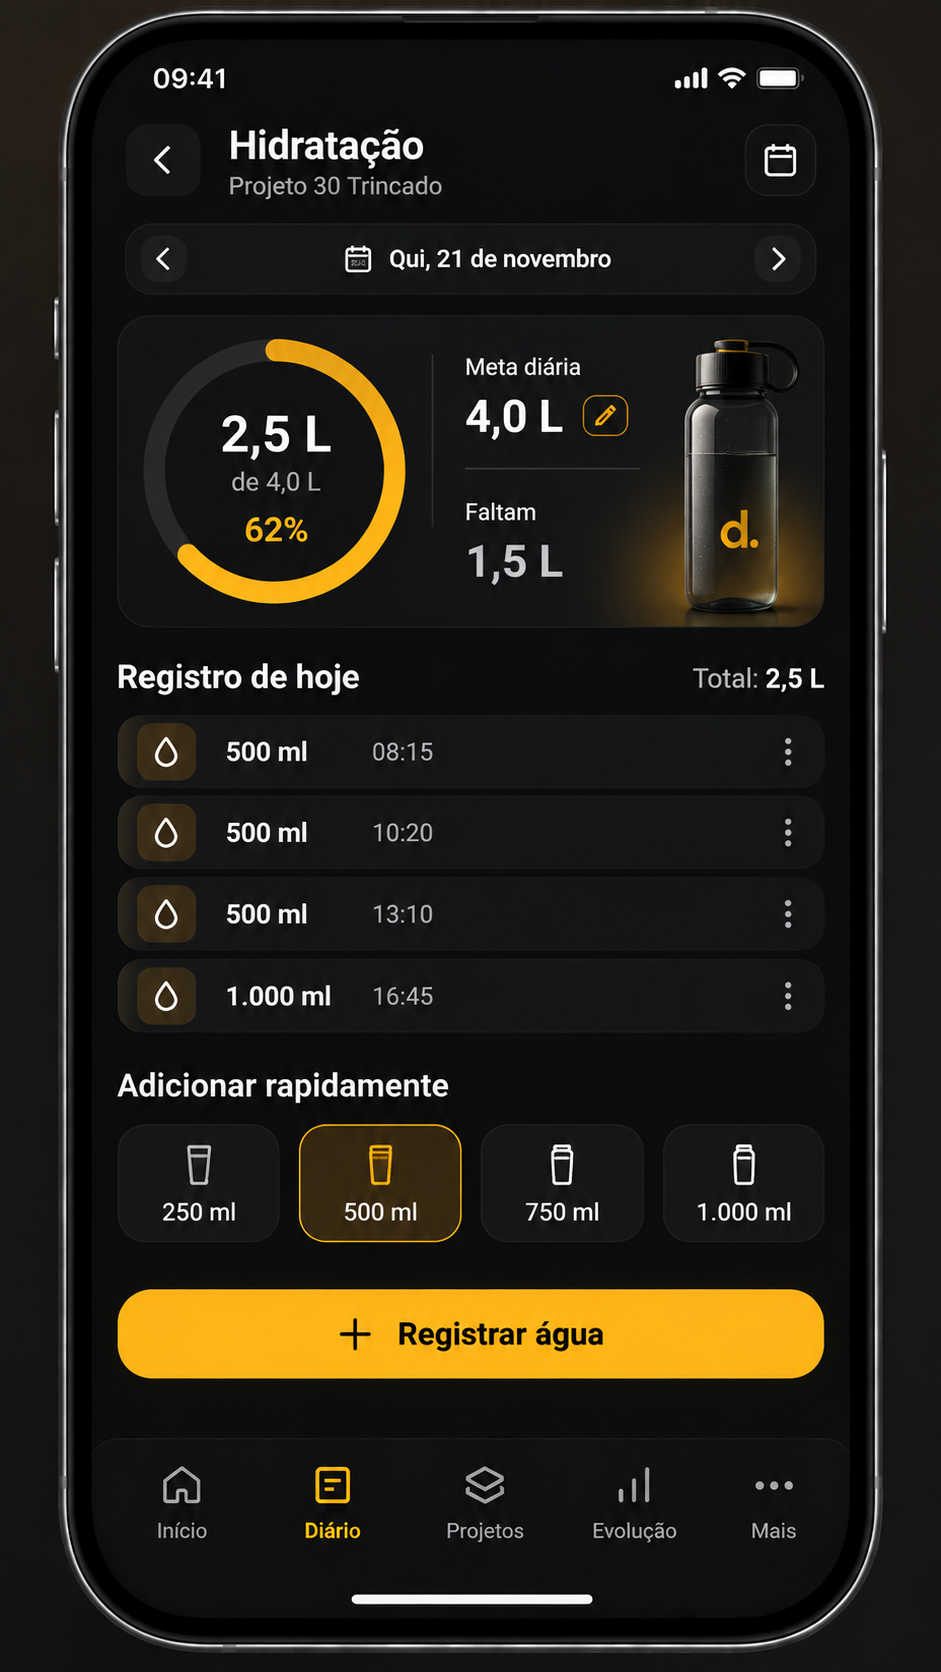 09:41
Hidratação
Projeto 30 Trincado
Qui, 21 de novembro
2,5 L
de 4,0 L
62%
Meta diária
4,0 L
Faltam
1,5 L
d.
Registro de hoje
Total: 2,5 L
500 ml 08:15
500 ml 10:20
500 ml 13:10
1.000 ml 16:45
Adicionar rapidamente
250 ml
500 ml
750 ml
1.000 ml
+ Registrar água
Início
Diário
Projetos
Evolução
Mais